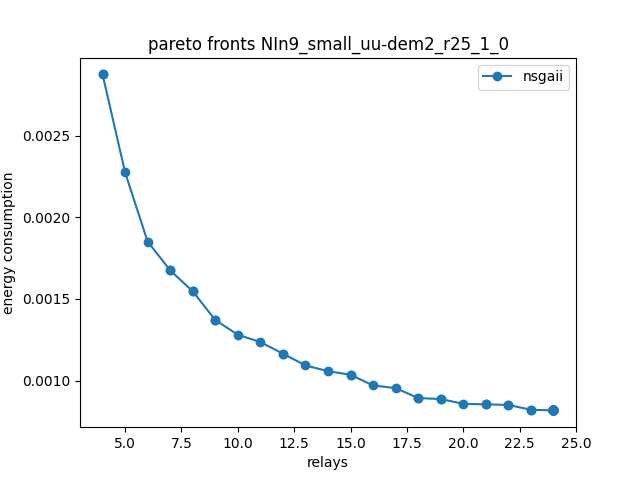 pareto fronts NIn9_small_uu-dem2_r25_1_0
nsgaii
energy consumption
0.0025
0.0020
0.0015
0.0010
5.0 7.5 10.0 12.5 15.0 17.5 20.0 22.5 25.0
relays